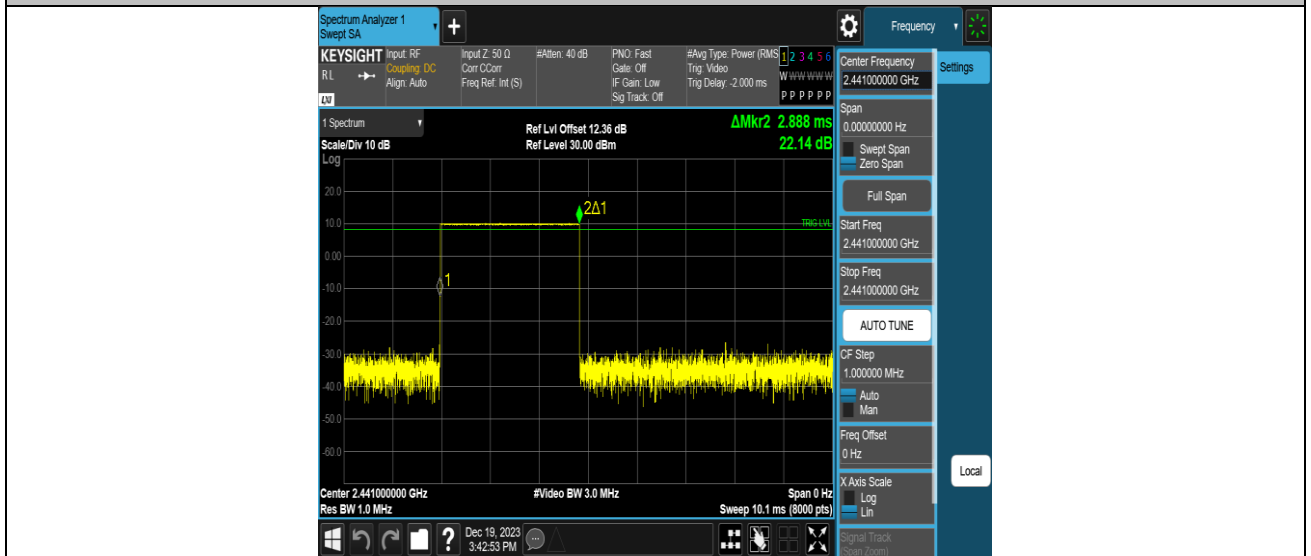 Spectrum Analyzer 1
Swept SA
+
Frequency
KEYSIGHT
RL
LXI
Input: RF
Coupling: DC
Align: Auto
Input Z: 50 Ω
Corr CCorr
Freq Ref: Int (S)
#Atten: 40 dB
PNO: Fast
Gate: Off
IF Gain: Low
Sig Track: Off
#Avg Type: Power (RMS
Trig: Video
Trig Delay: -2.000 ms
1 2 3 4 5 6
W W W W W W
P P P P P P
1 Spectrum
Scale/Div 10 dB
Log
Ref Lvl Offset 12.36 dB
Ref Level 30.00 dBm
ΔMkr2 2.888 ms
22.14 dB
20.0
10.0
0.00
-10.0
-20.0
-30.0
-40.0
-50.0
-60.0
2Δ1
1
TRIG LVL
Center 2.441000000 GHz
Res BW 1.0 MHz
#Video BW 3.0 MHz
Span 0 Hz
Sweep 10.1 ms (8000 pts)
?
Dec 19, 2023
3:42:53 PM
Center Frequency
2.441000000 GHz
Span
0.00000000 Hz
Swept Span
Zero Span
Full Span
Start Freq
2.441000000 GHz
Stop Freq
2.441000000 GHz
AUTO TUNE
CF Step
1.000000 MHz
Auto
Man
Freq Offset
0 Hz
X Axis Scale
Log
Lin
Signal Track
(Span Zoom)
Settings
Local